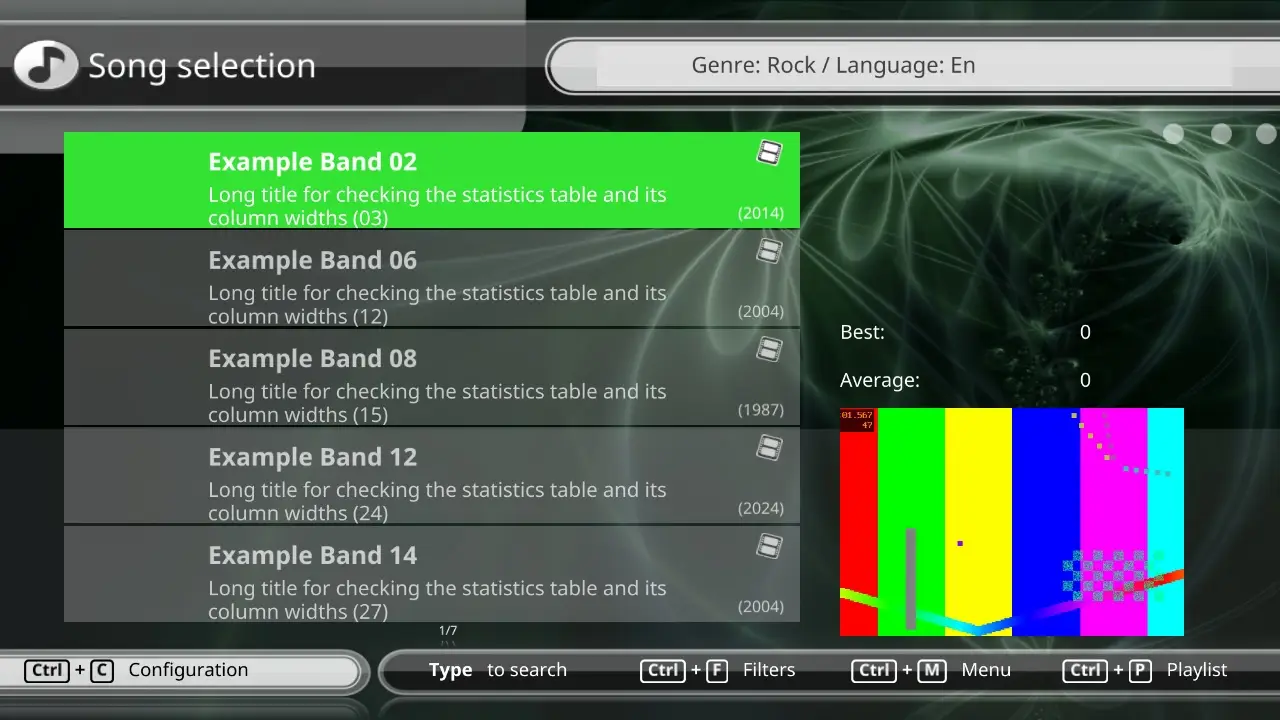 Song selection
Genre: Rock / Language: En
Example Band 02
Long title for checking the statistics table and its
column widths (03)
(2014)
Example Band 06
Long title for checking the statistics table and its
column widths (12)
(2004)
Example Band 08
Long title for checking the statistics table and its
column widths (15)
(1987)
Example Band 12
Long title for checking the statistics table and its
column widths (24)
(2024)
Example Band 14
Long title for checking the statistics table and its
column widths (27)
(2004)
1/7
Best: 0
Average: 0
01.567
47
Ctrl + C Configuration
Type to search
Ctrl + F Filters
Ctrl + M Menu
Ctrl + P Playlist